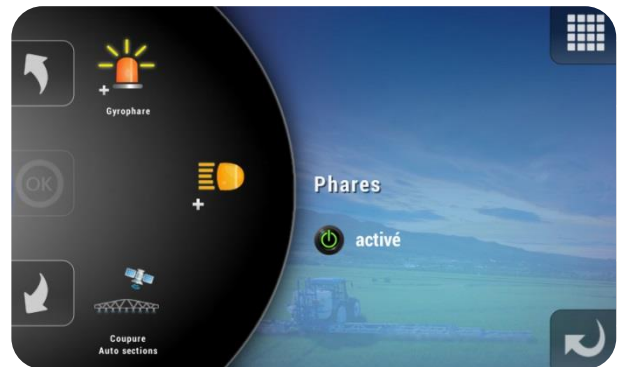 Gyrophare
OK
Phares
activé
Coupure
Auto sections